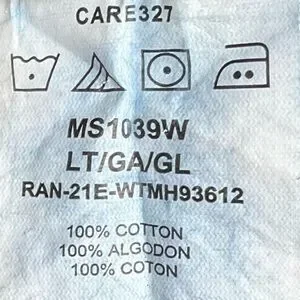 CARE327
MS1039W
LT/GA/GL
RAN-21E-WTMH93612
100% COTTON
100% ALGODON
100% COTON